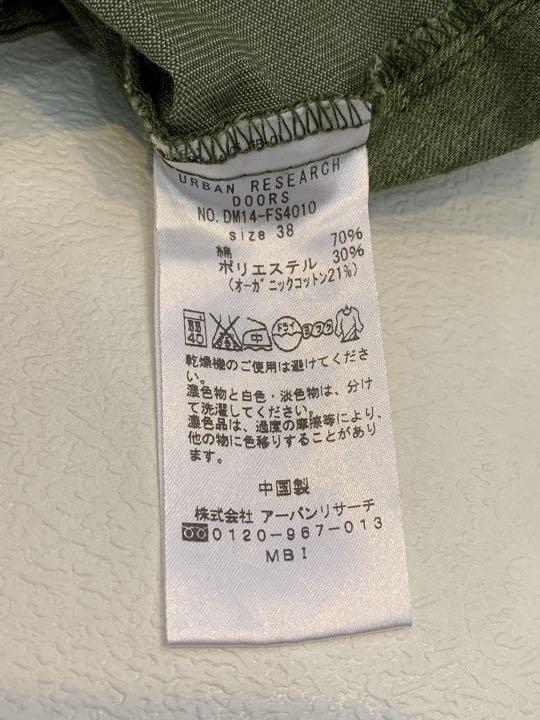 URBAN RESEARCH
DOORS
NO.DM14-FS4010
size 38
綿 70%
ポリエステル 30%
(オーガニックコットン21%)
40 中 ドライ
乾燥機のご使用は避けてくださ
い。
濃色物と白色・淡色物は、分け
て洗濯してください。
濃色品は、過度の摩擦等により、
他の物に色移りすることがあり
ます。
中国製
株式会社 アーバンリサーチ
0120-967-013
MBI